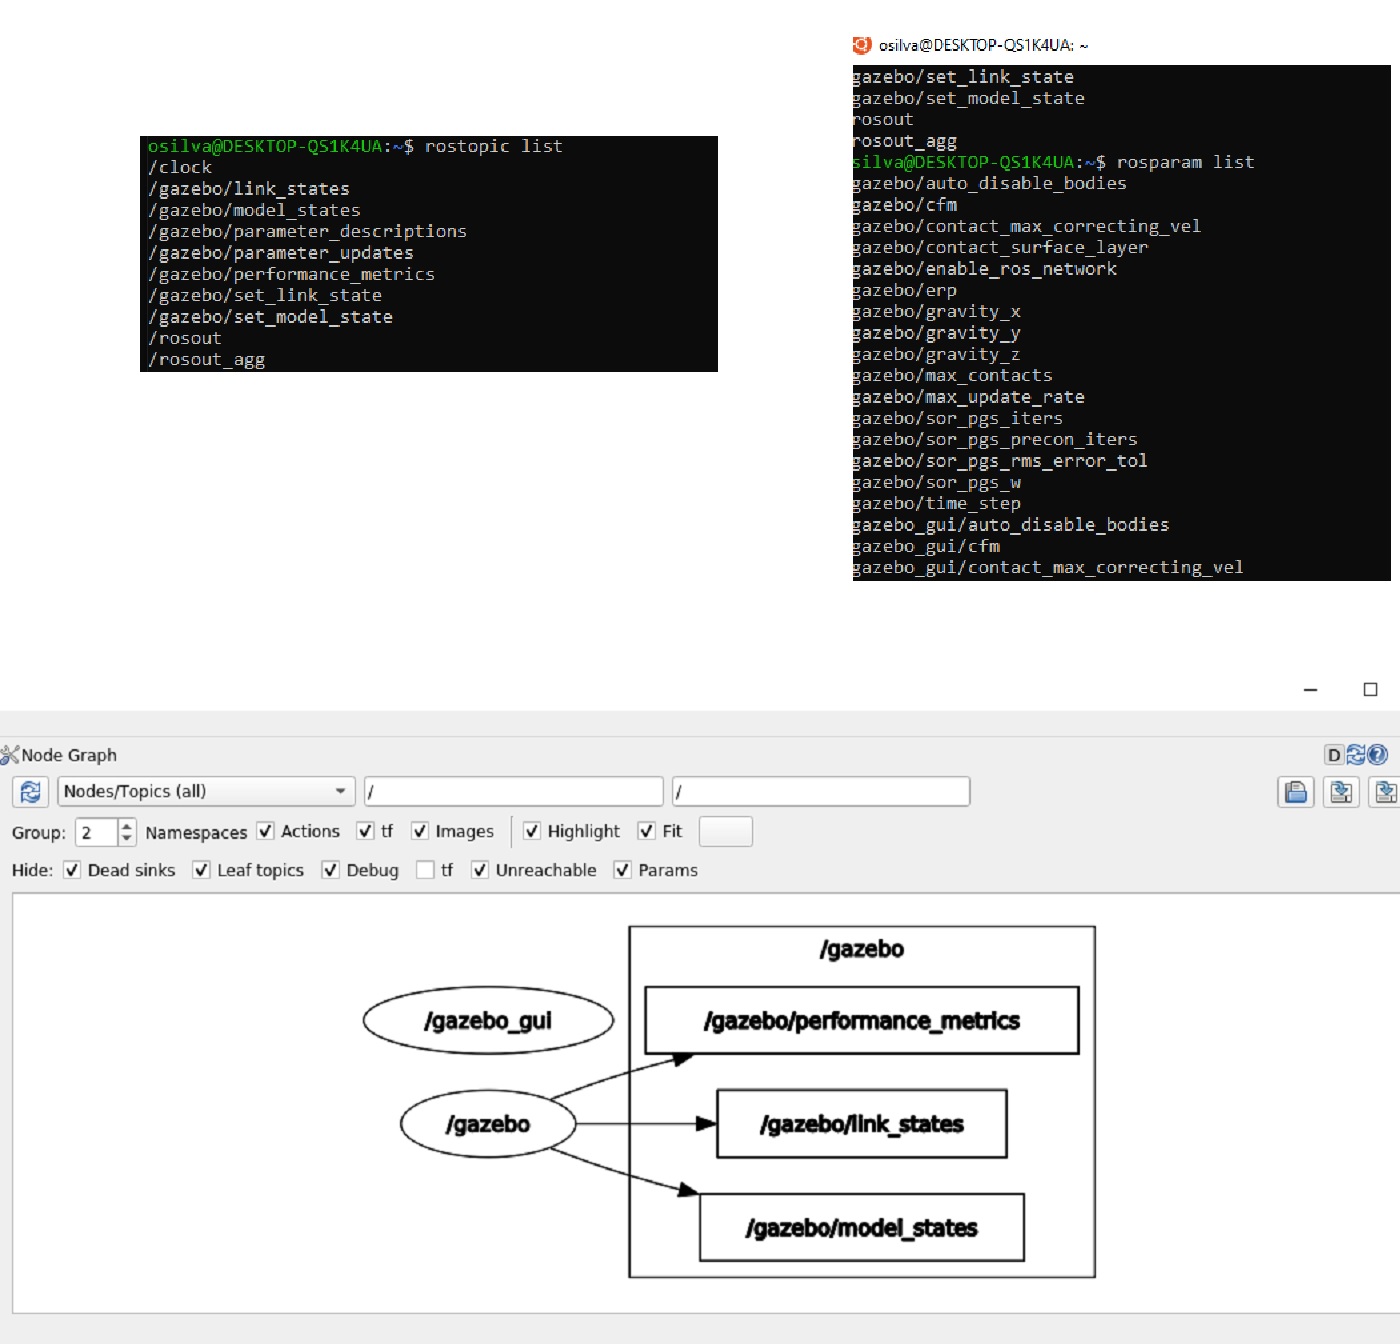 osilva@DESKTOP-QS1K4UA:~$ rostopic list
/clock
/gazebo/link_states
/gazebo/model_states
/gazebo/parameter_descriptions
/gazebo/parameter_updates
/gazebo/performance_metrics
/gazebo/set_link_state
/gazebo/set_model_state
/rosout
/rosout_agg
osilva@DESKTOP-QS1K4UA: ~
gazebo/set_link_state
gazebo/set_model_state
rosout
rosout_agg
silva@DESKTOP-QS1K4UA:~$ rosparam list
gazebo/auto_disable_bodies
gazebo/cfm
gazebo/contact_max_correcting_vel
gazebo/contact_surface_layer
gazebo/enable_ros_network
gazebo/erp
gazebo/gravity_x
gazebo/gravity_y
gazebo/gravity_z
gazebo/max_contacts
gazebo/max_update_rate
gazebo/sor_pgs_iters
gazebo/sor_pgs_precon_iters
gazebo/sor_pgs_rms_error_tol
gazebo/sor_pgs_w
gazebo/time_step
gazebo_gui/auto_disable_bodies
gazebo_gui/cfm
gazebo_gui/contact_max_correcting_vel
Node Graph D
Nodes/Topics (all) / /
Group: 2 Namespaces Actions tf Images Highlight Fit
Hide: Dead sinks Leaf topics Debug tf Unreachable Params
/gazebo
/gazebo_gui /gazebo/performance_metrics
/gazebo /gazebo/link_states
/gazebo/model_states